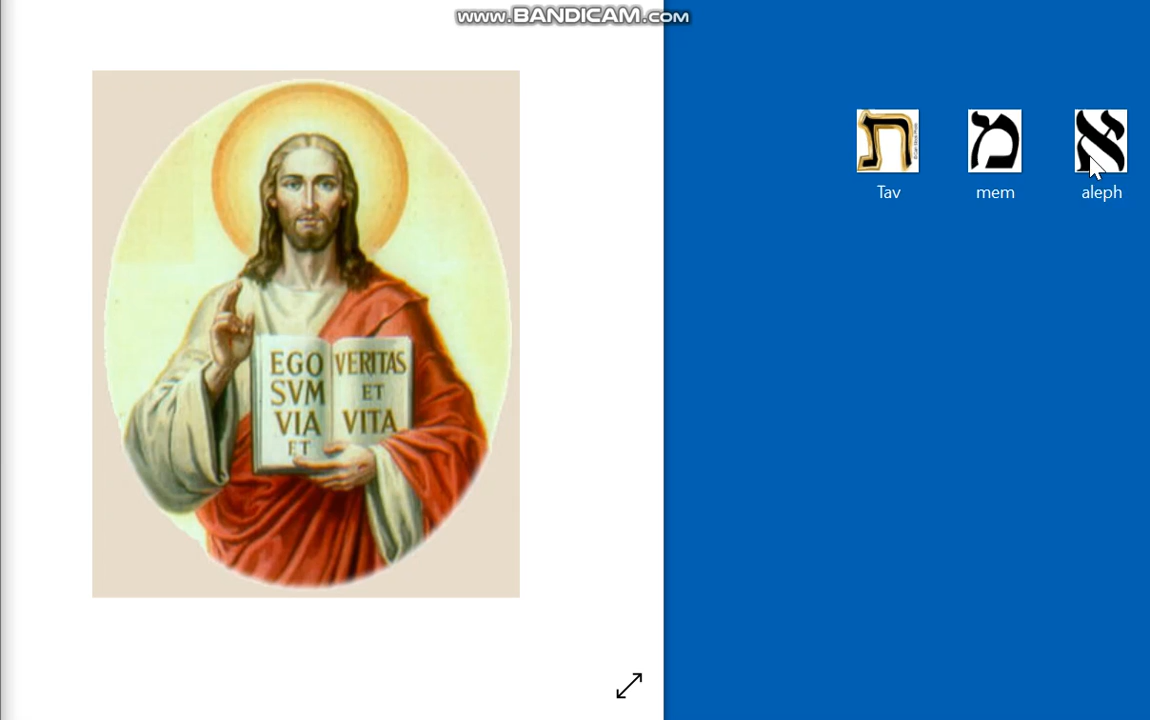 www.BANDICAM.com
EGO
SVM
VIA
ET
VERITAS
ET
VITA
ת
מ
א
Tav
mem
aleph